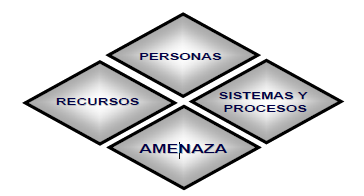 PERSONAS
RECURSOS
SISTEMAS Y
PROCESOS
AMENAZA